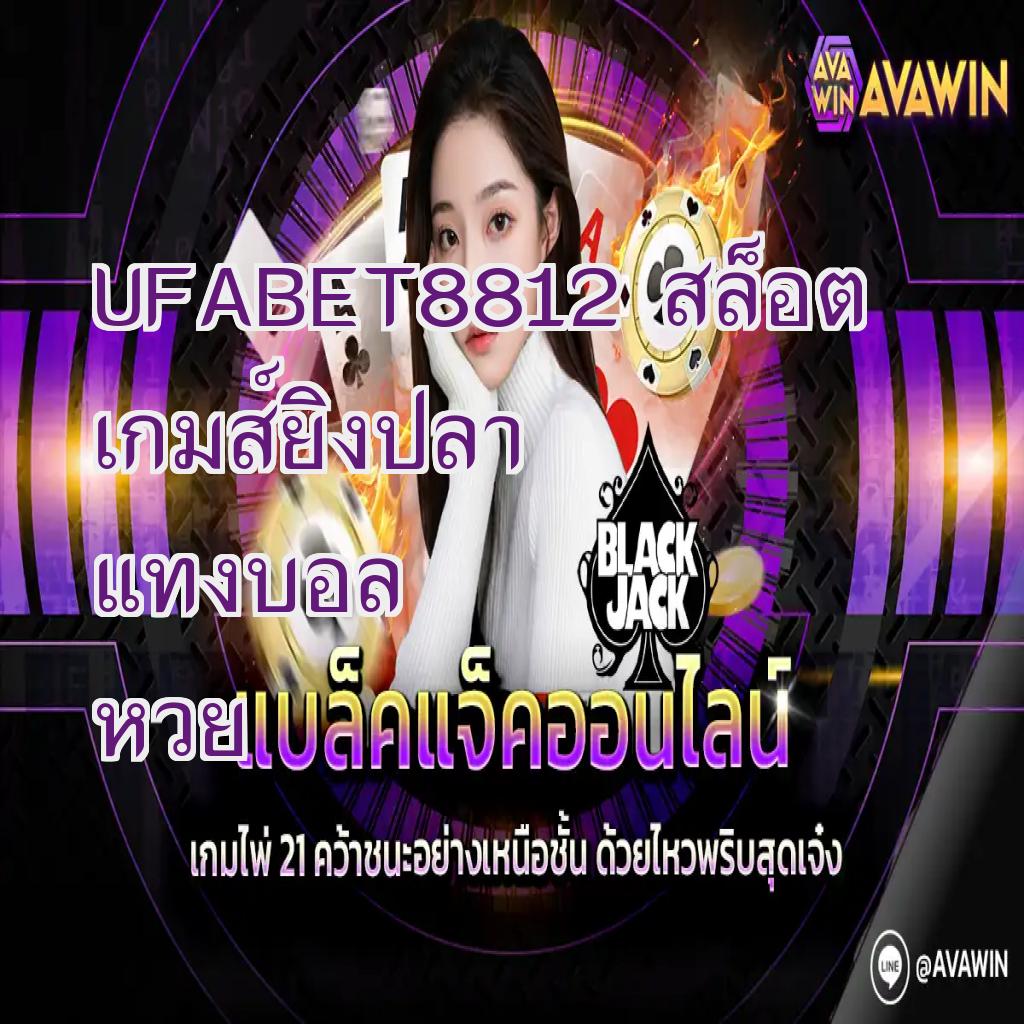 AVA
WIN
AVAWIN
UFABET8812 สล็อต
เกมส์ยิงปลา
แทงบอล
หวย
A
BLACK
JACK
แบล็คแจ็คออนไลน์
เกมไพ่ 21 คว้าชนะอย่างเหนือชั้น ด้วยไหวพริบสุดเจ๋ง
LINE @AVAWIN